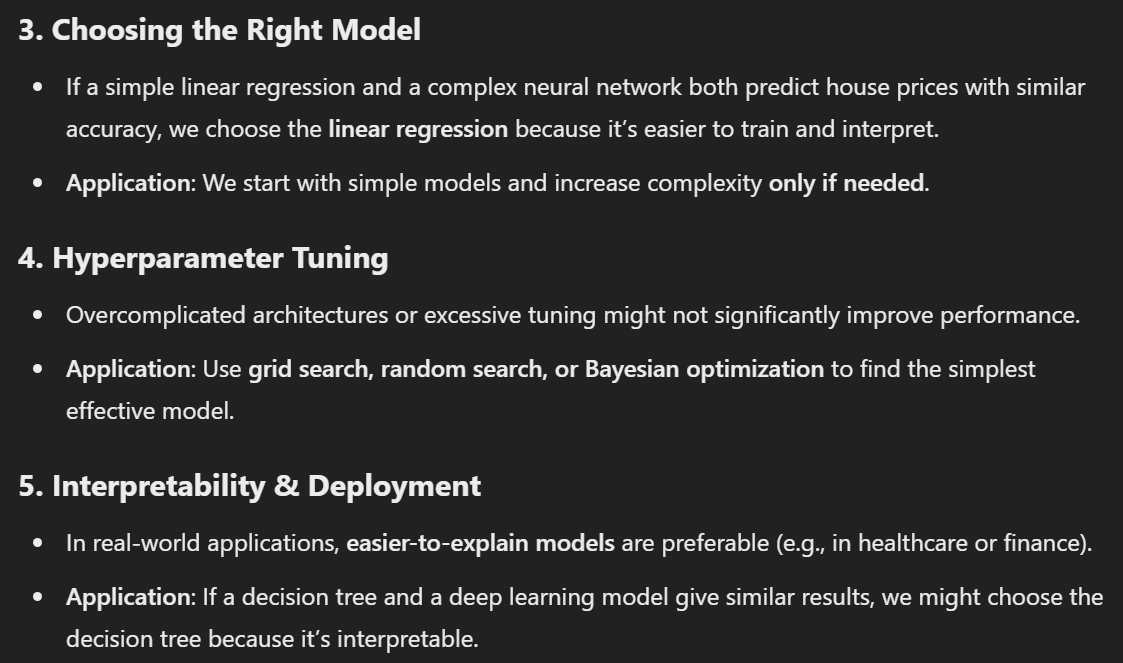 3. Choosing the Right Model
• If a simple linear regression and a complex neural network both predict house prices with similar
accuracy, we choose the linear regression because it’s easier to train and interpret.
• Application: We start with simple models and increase complexity only if needed.
4. Hyperparameter Tuning
• Overcomplicated architectures or excessive tuning might not significantly improve performance.
• Application: Use grid search, random search, or Bayesian optimization to find the simplest
effective model.
5. Interpretability & Deployment
• In real-world applications, easier-to-explain models are preferable (e.g., in healthcare or finance).
• Application: If a decision tree and a deep learning model give similar results, we might choose the
decision tree because it’s interpretable.